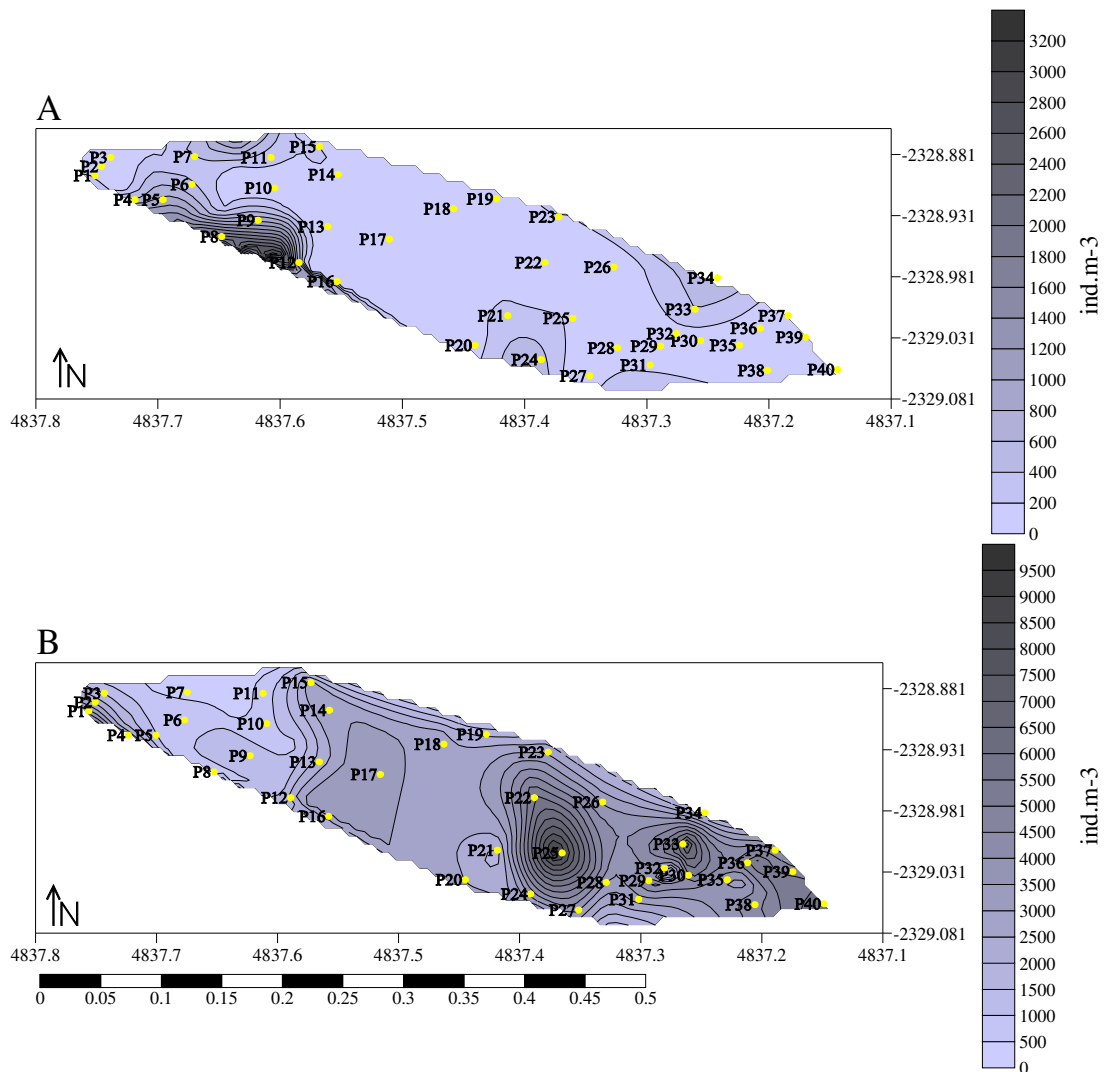 A
P1
P2
P3
P4
P5
P6
P7
P8
P9
P10
P11
P12
P13
P14
P15
P16
P17
P18
P19
P20
P21
P22
P23
P24
P25
P26
P27
P28
P29
P30
P31
P32
P33
P34
P35
P36
P37
P38
P39
P40
N
-2328.881
-2328.931
-2328.981
-2329.031
-2329.081
4837.8 4837.7 4837.6 4837.5 4837.4 4837.3 4837.2 4837.1
3200
3000
2800
2600
2400
2200
2000
1800
1600
1400
1200
1000
800
600
400
200
0
ind.m-3
B
P1
P2
P3
P4
P5
P6
P7
P8
P9
P10
P11
P12
P13
P14
P15
P16
P17
P18
P19
P20
P21
P22
P23
P24
P25
P26
P27
P28
P29
P30
P31
P32
P33
P34
P35
P36
P37
P38
P39
P40
N
-2328.881
-2328.931
-2328.981
-2329.031
-2329.081
4837.8 4837.7 4837.6 4837.5 4837.4 4837.3 4837.2 4837.1
0 0.05 0.1 0.15 0.2 0.25 0.3 0.35 0.4 0.45 0.5
9500
9000
8500
8000
7500
7000
6500
6000
5500
5000
4500
4000
3500
3000
2500
2000
1500
1000
500
0
ind.m-3